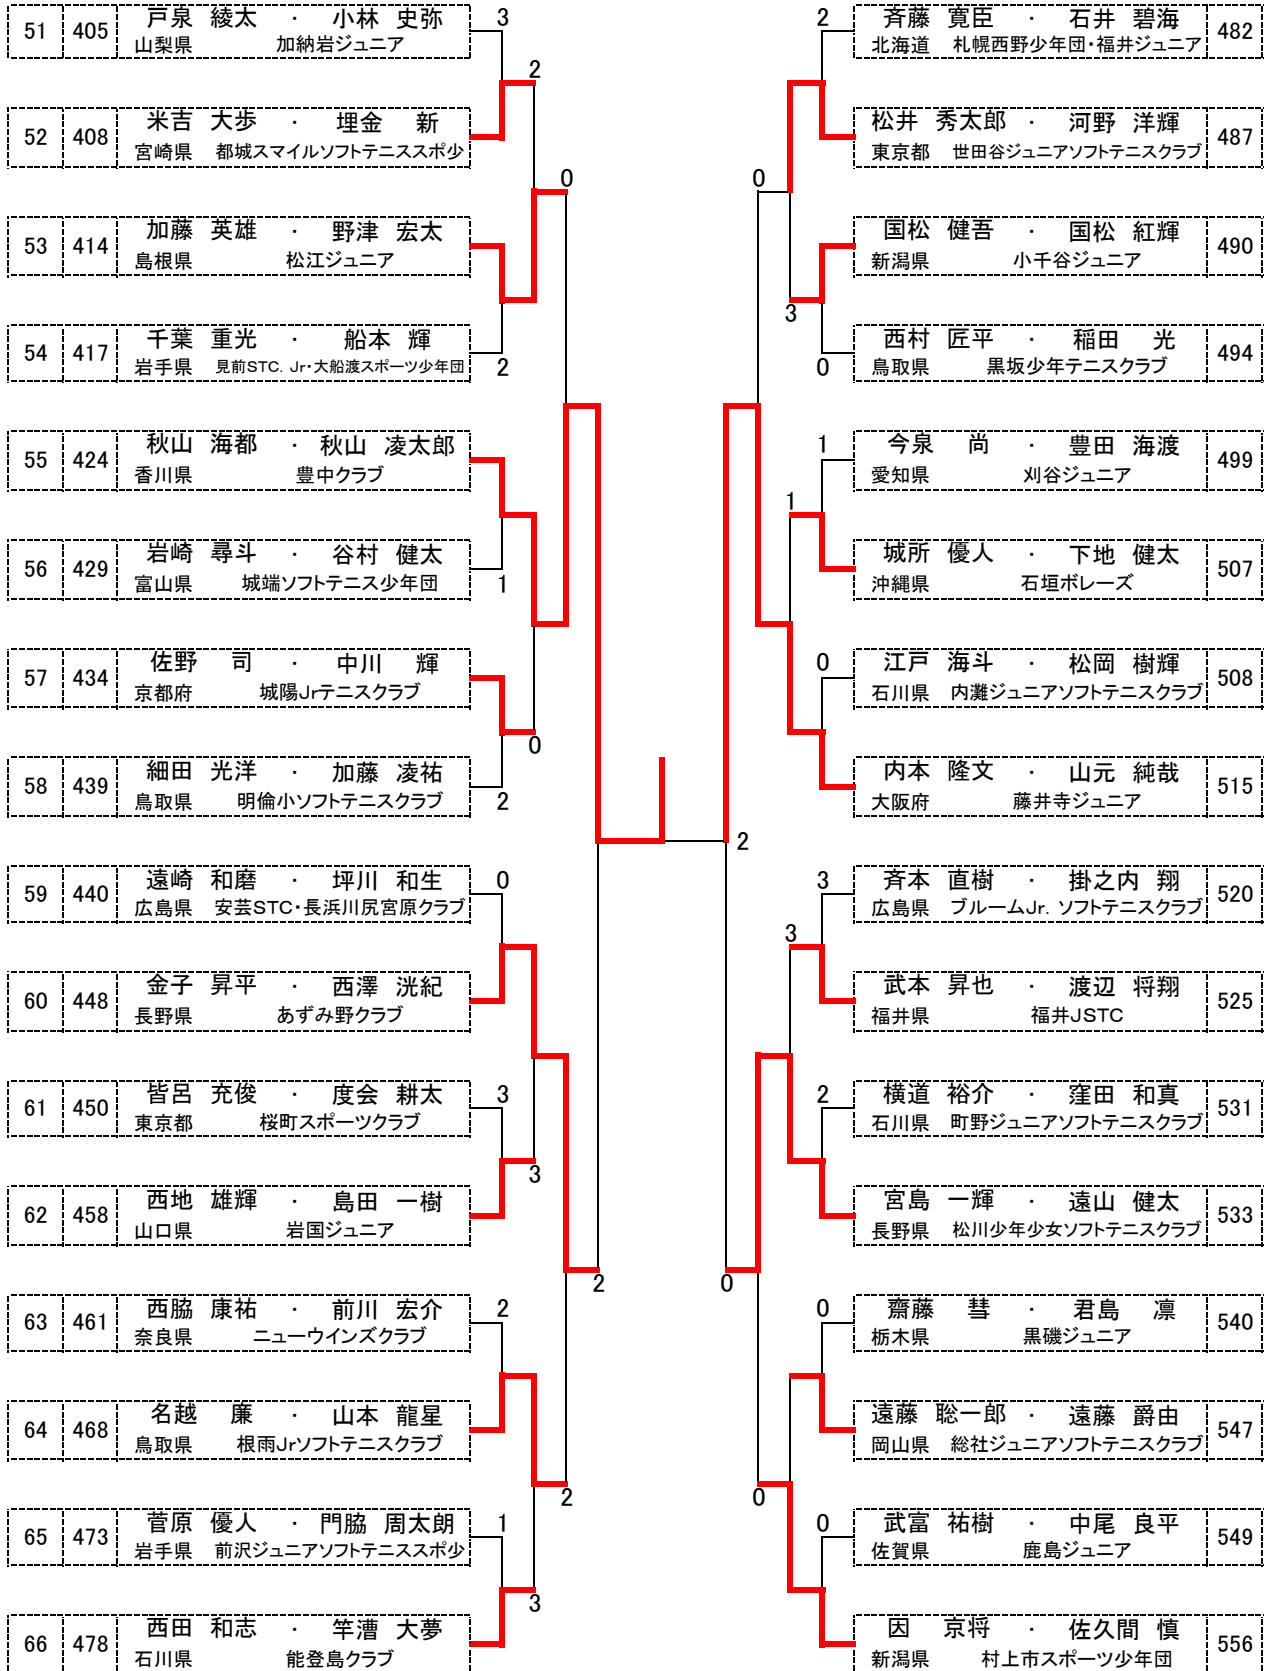 51 405 戸泉 綾太 ・ 小林 史弥
山梨県 加納岩ジュニア
3
2
52 408 米吉 大歩 ・ 埋金 新
宮崎県 都城スマイルソフトテニススポ少
0
53 414 加藤 英雄 ・ 野津 宏太
島根県 松江ジュニア
54 417 千葉 重光 ・ 船本 輝
岩手県 見前STC. Jr・大船渡スポーツ少年団
2
55 424 秋山 海都 ・ 秋山 凌太郎
香川県 豊中クラブ
56 429 岩崎 尋斗 ・ 谷村 健太
富山県 城端ソフトテニス少年団
1
57 434 佐野 司 ・ 中川 輝
京都府 城陽Jrテニスクラブ
0
58 439 細田 光洋 ・ 加藤 凌祐
鳥取県 明倫小ソフトテニスクラブ
2
59 440 遠崎 和磨 ・ 坪川 和生
広島県 安芸STC・長浜川尻宮原クラブ
0
60 448 金子 昇平 ・ 西澤 洸紀
長野県 あずみ野クラブ
61 450 皆呂 充俊 ・ 度会 耕太
東京都 桜町スポーツクラブ
3
3
62 458 西地 雄輝 ・ 島田 一樹
山口県 岩国ジュニア
2
63 461 西脇 康祐 ・ 前川 宏介
奈良県 ニューウインズクラブ
2
64 468 名越 廉 ・ 山本 龍星
鳥取県 根雨Jrソフトテニスクラブ
2
65 473 菅原 優人 ・ 門脇 周太朗
岩手県 前沢ジュニアソフトテニススポ少
1
3
66 478 西田 和志 ・ 竿漕 大夢
石川県 能登島クラブ
2
斉藤 寛臣 ・ 石井 碧海 482
北海道 札幌西野少年団・福井ジュニア
松井 秀太郎 ・ 河野 洋輝 487
東京都 世田谷ジュニアソフトテニスクラブ
0
国松 健吾 ・ 国松 紅輝 490
新潟県 小千谷ジュニア
3
西村 匠平 ・ 稲田 光 494
鳥取県 黒坂少年テニスクラブ
0
1
今泉 尚 ・ 豊田 海渡 499
愛知県 刈谷ジュニア
1
城所 優人 ・ 下地 健太 507
沖縄県 石垣ボレーズ
0
江戸 海斗 ・ 松岡 樹輝 508
石川県 内灘ジュニアソフトテニスクラブ
内本 隆文 ・ 山元 純哉 515
大阪府 藤井寺ジュニア
2
3
斉本 直樹 ・ 掛之内 翔 520
広島県 ブルームJr. ソフトテニスクラブ
3
武本 昇也 ・ 渡辺 将翔 525
福井県 福井JSTC
2
横道 裕介 ・ 窪田 和真 531
石川県 町野ジュニアソフトテニスクラブ
宮島 一輝 ・ 遠山 健太 533
長野県 松川少年少女ソフトテニスクラブ
0
0
齋藤 彗 ・ 君島 凛 540
栃木県 黒磯ジュニア
遠藤 聡一郎 ・ 遠藤 爵由 547
岡山県 総社ジュニアソフトテニスクラブ
0
0
武富 祐樹 ・ 中尾 良平 549
佐賀県 鹿島ジュニア
因 京将 ・ 佐久間 慎 556
新潟県 村上市スポーツ少年団